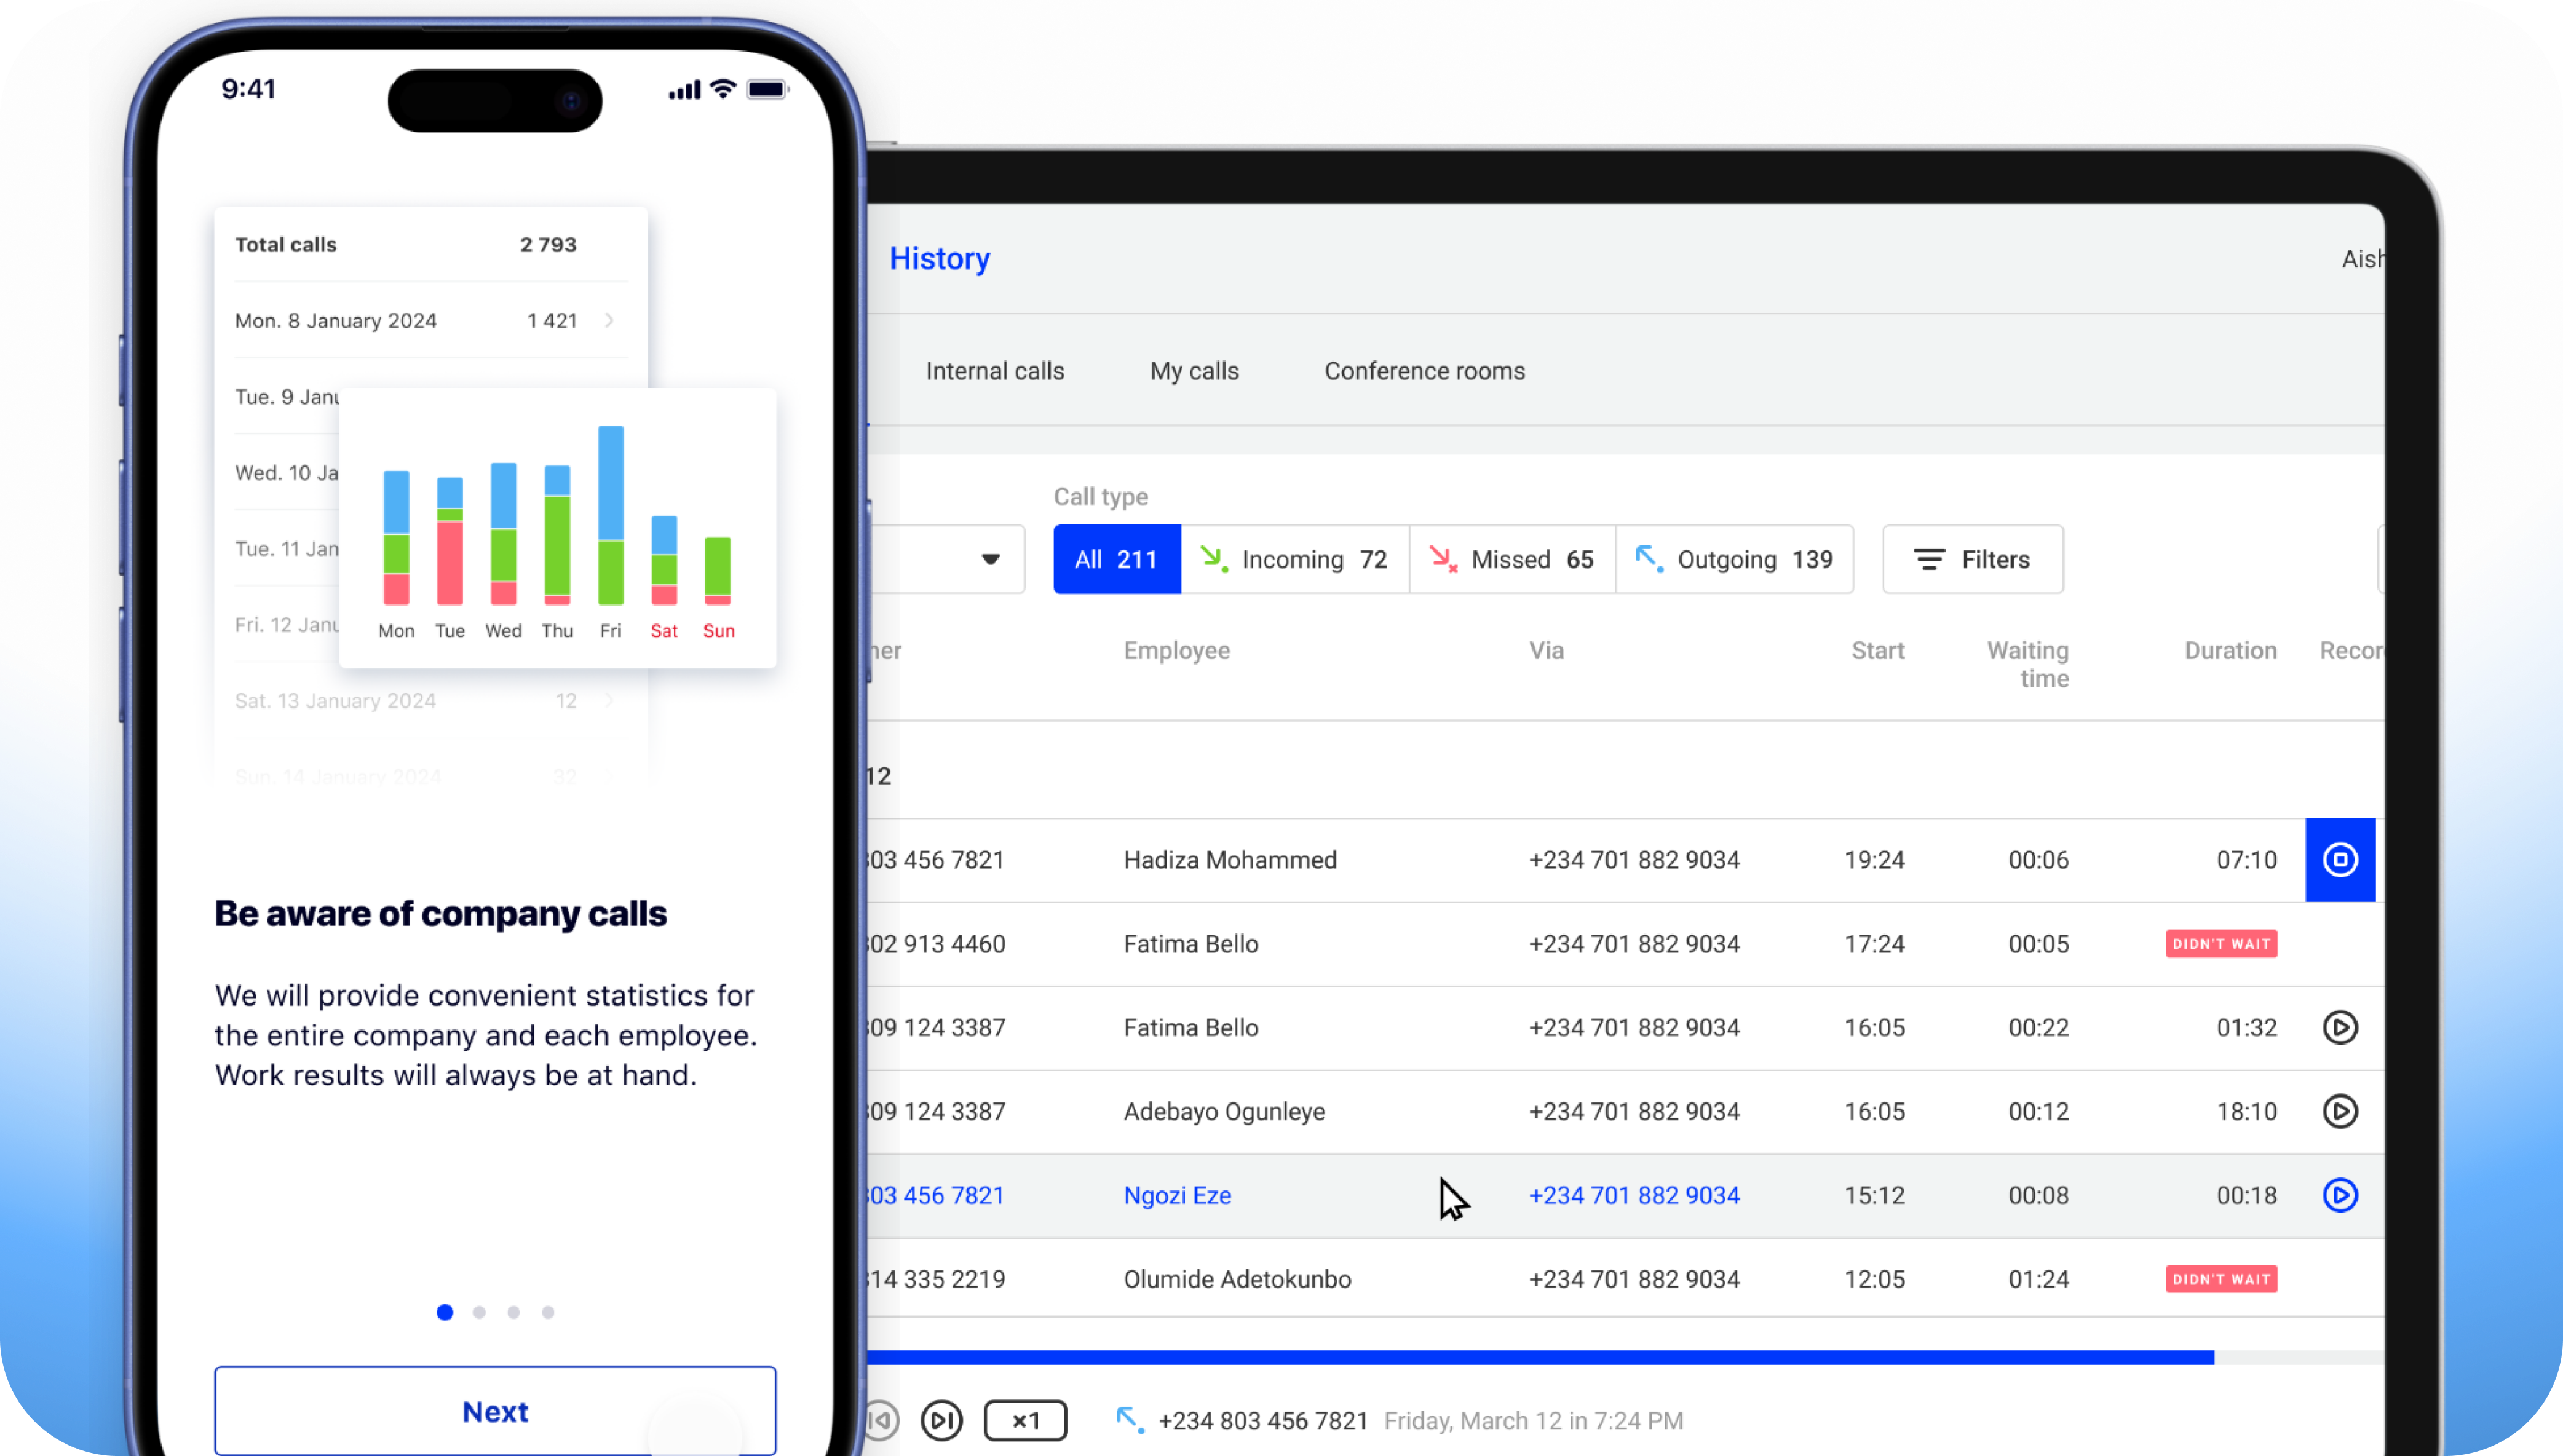 9:41
Total calls 2 793
Mon. 8 January 2024 1 421
Tue. 9 Janu
Wed. 10 Ja
Tue. 11 Jan
Fri. 12 Janu
Sat. 13 January 2024 12
Sun. 14 January 2024 32
Mon Tue Wed Thu Fri Sat Sun
Be aware of company calls
We will provide convenient statistics for
the entire company and each employee.
Work results will always be at hand.
Next
History
Aish
Internal calls My calls Conference rooms
Call type
All 211 Incoming 72 Missed 65 Outgoing 139 Filters
ner Employee Via Start Waiting time Duration Recor
12
803 456 7821 Hadiza Mohammed +234 701 882 9034 19:24 00:06 07:10
802 913 4460 Fatima Bello +234 701 882 9034 17:24 00:05 DIDN'T WAIT
809 124 3387 Fatima Bello +234 701 882 9034 16:05 00:22 01:32
809 124 3387 Adebayo Ogunleye +234 701 882 9034 16:05 00:12 18:10
803 456 7821 Ngozi Eze +234 701 882 9034 15:12 00:08 00:18
814 335 2219 Olumide Adetokunbo +234 701 882 9034 12:05 01:24 DIDN'T WAIT
x1 +234 803 456 7821 Friday, March 12 in 7:24 PM